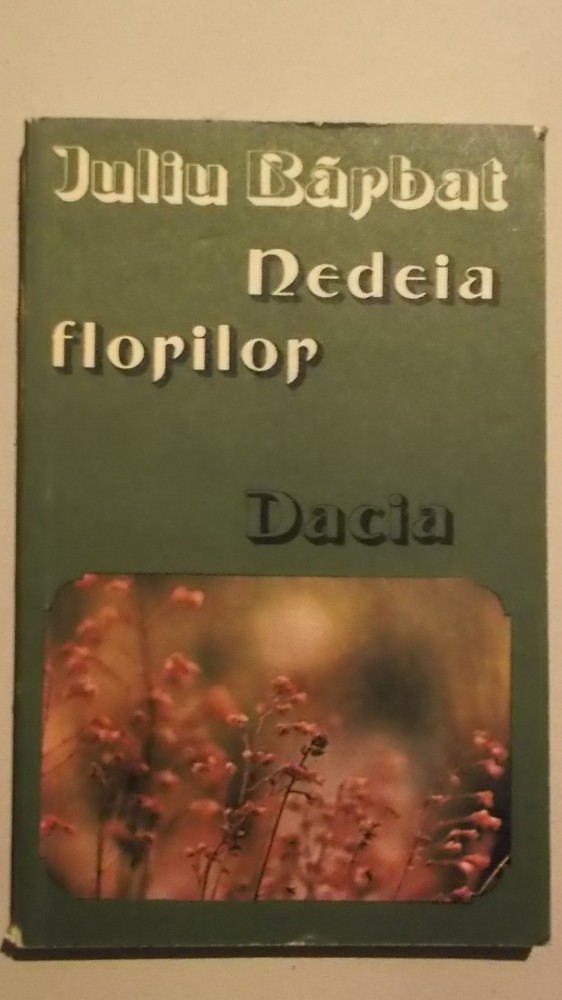 Juliu Bărbat
Nedeia
florilor
Dacia